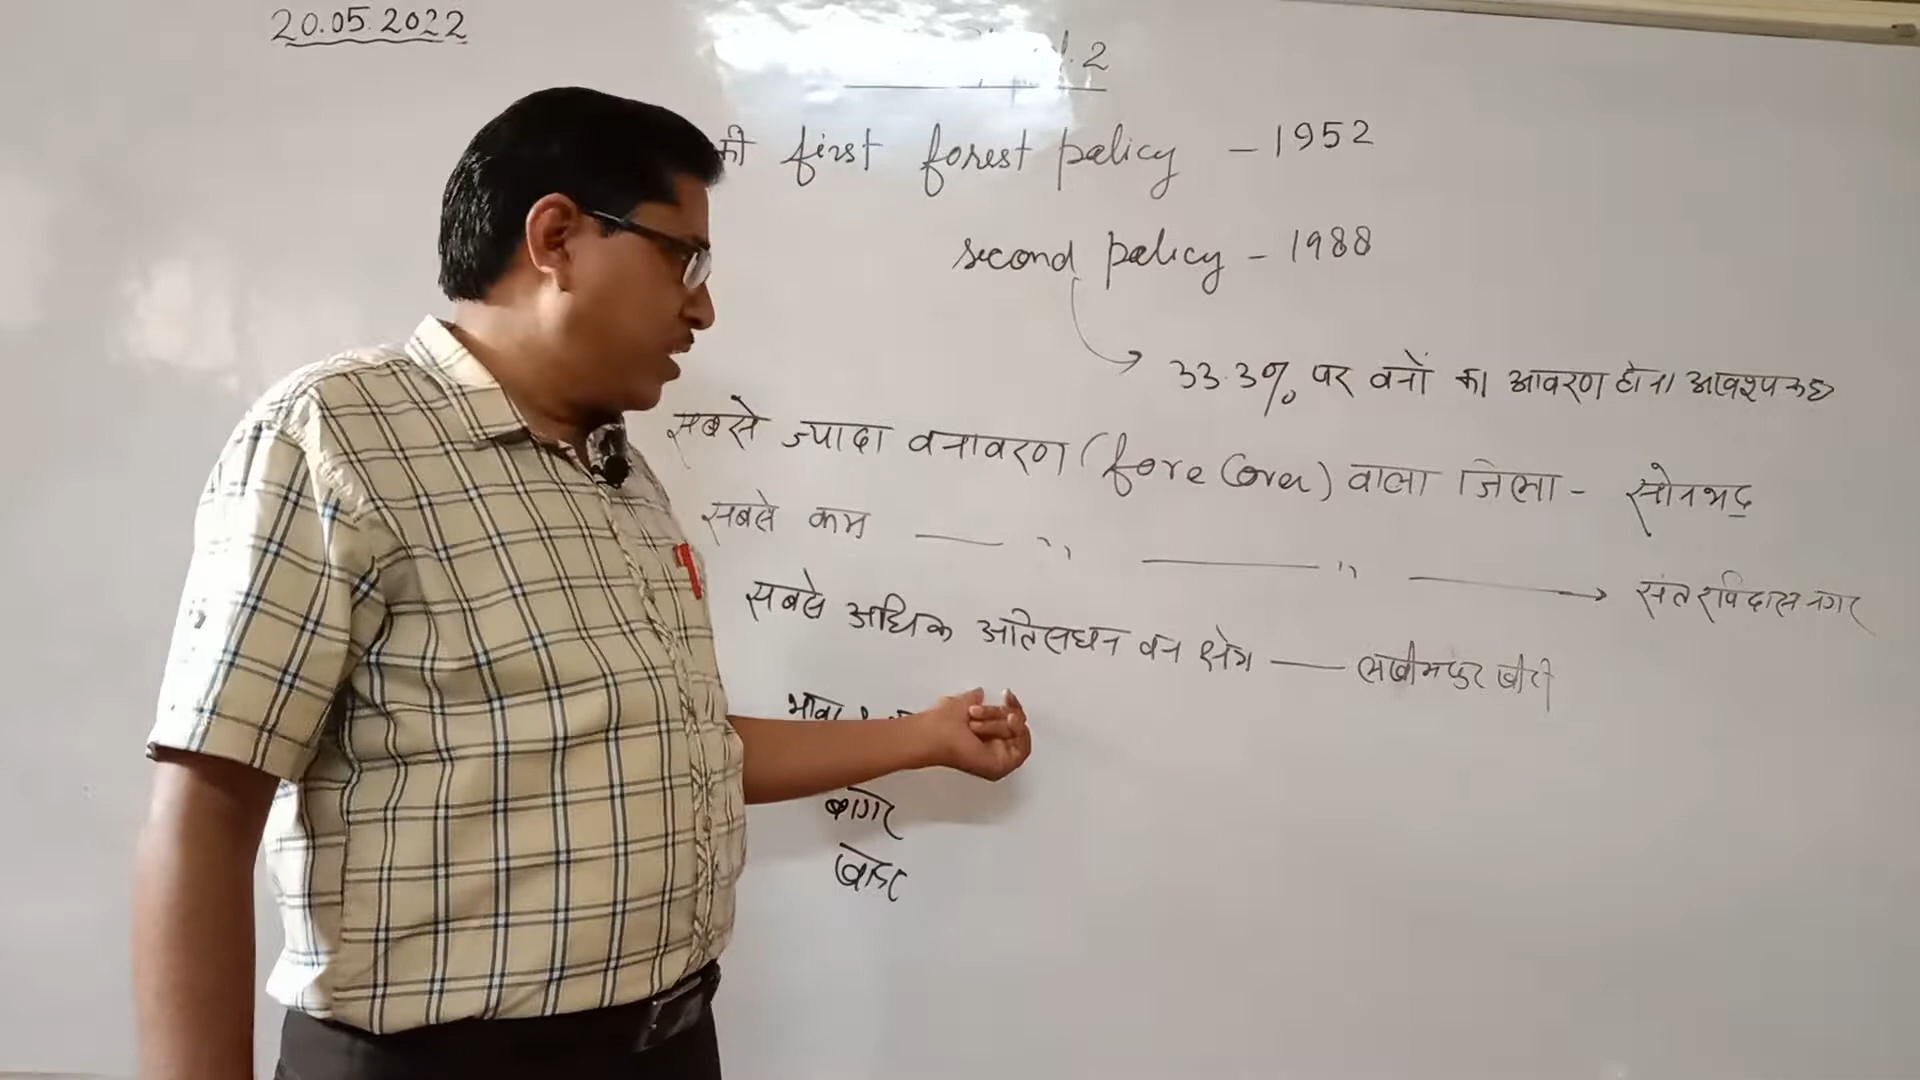 20.05.2022
2
की first forest policy - 1952
second policy - 1988
33.3% पर वनों का आवरण होना आवश्यक है
सबसे ज्यादा वनावरण (fore Cover) वाला जिला - सोनभद्र
सबसे कम — " — " → संत रविदास नगर
सबसे अधिक अतिसघन वन क्षेत्र — लखीमपुर खीरी
बागर
खादर